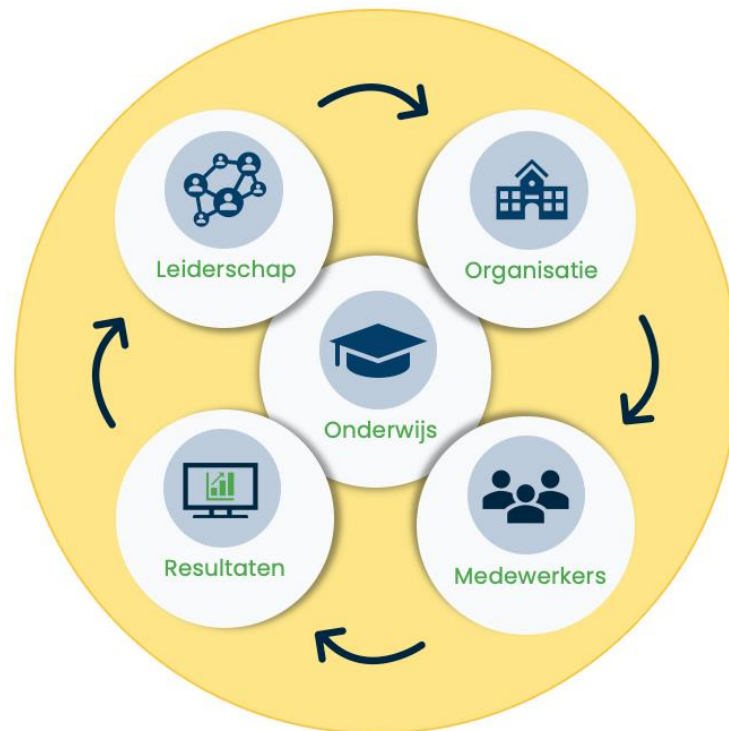 Leiderschap
Organisatie
Onderwijs
Resultaten
Medewerkers